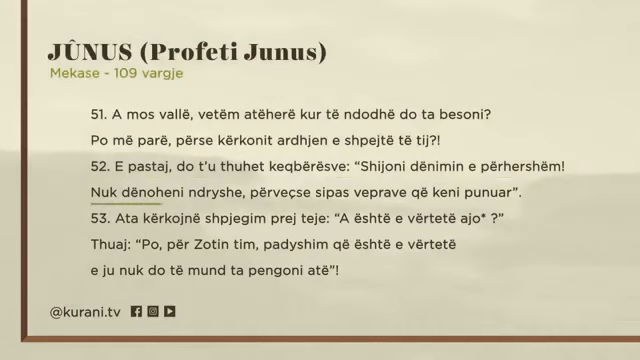 JÛNUS (Profeti Junus)
Mekase - 109 vargje
51. A mos vallë, vetëm atëherë kur të ndodhë do ta besoni?
Po më parë, përse kërkonit ardhjen e shpejtë të tij?!
52. E pastaj, do t’u thuhet keqbërësve: “Shijoni dënimin e përhershëm!
Nuk dënoheni ndryshe, përveçse sipas veprave që keni punuar”.
53. Ata kërkojnë shpjegim prej teje: “A është e vërtetë ajo* ?”
Thuaj: “Po, për Zotin tim, padyshim që është e vërtetë
e ju nuk do të mund ta pengoni atë”!
@kurani.tv